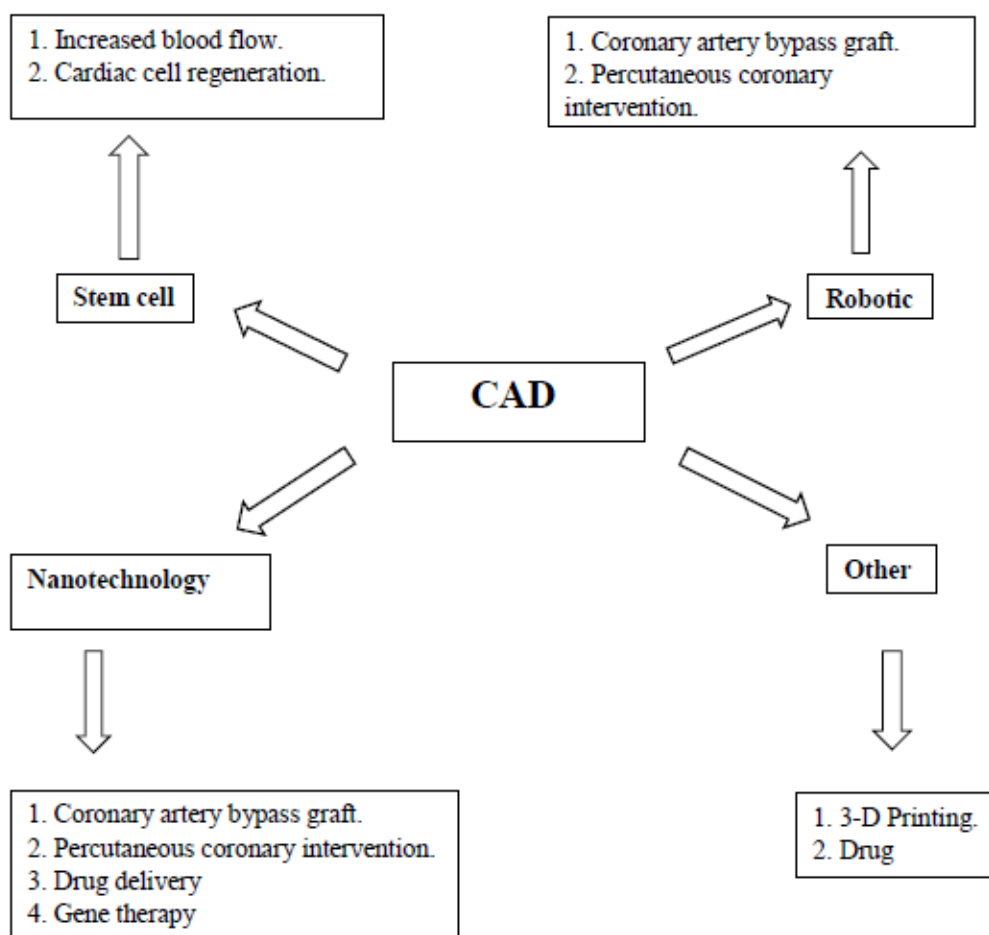 1. Increased blood flow.
2. Cardiac cell regeneration.
1. Coronary artery bypass graft.
2. Percutaneous coronary
intervention.
Stem cell
Robotic
CAD
Nanotechnology
Other
1. Coronary artery bypass graft.
2. Percutaneous coronary intervention.
3. Drug delivery
4. Gene therapy
1. 3-D Printing.
2. Drug